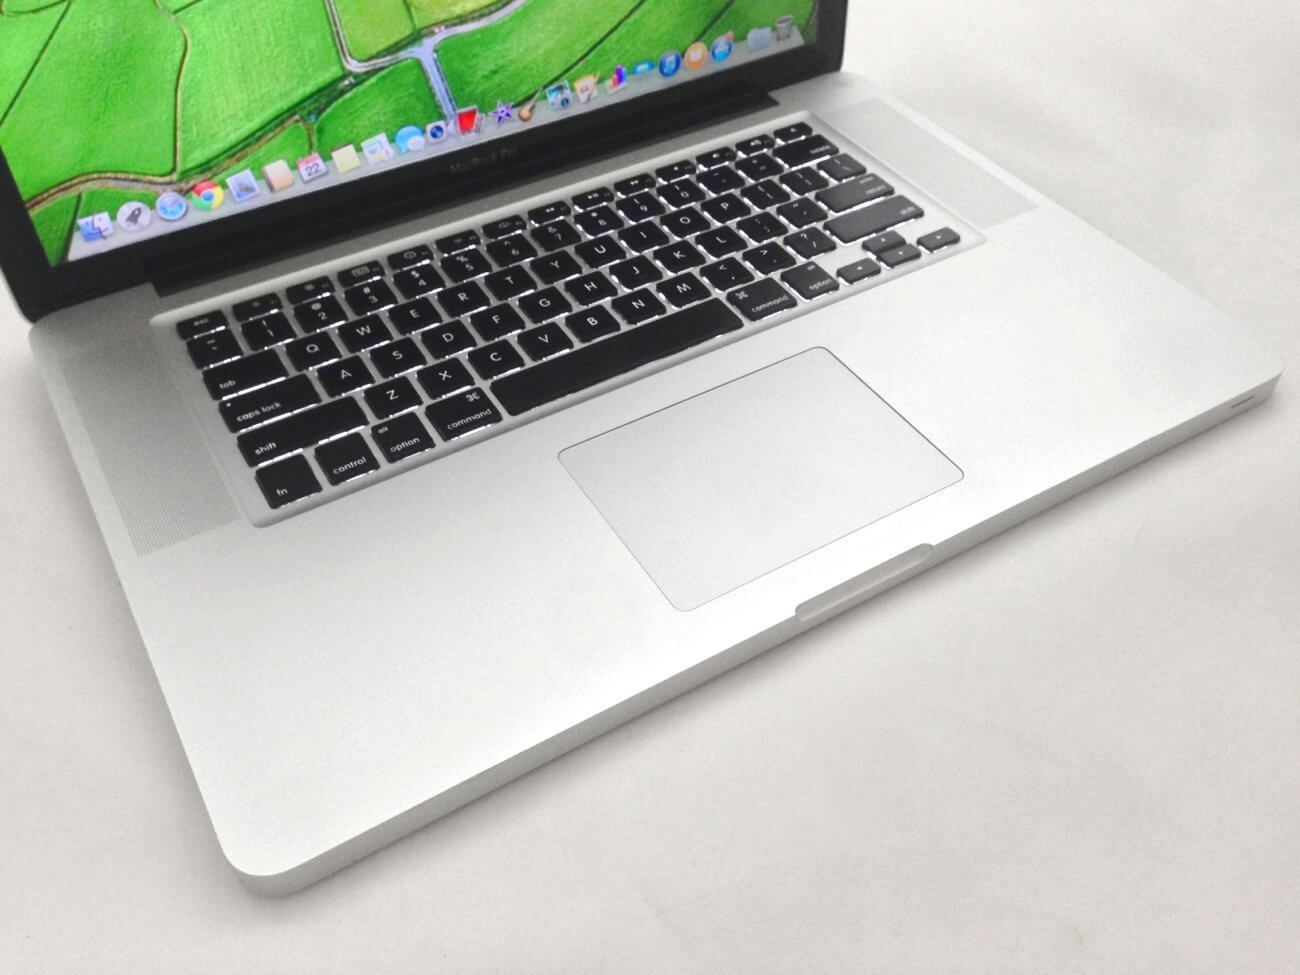 22
MacBook Pro
esc
! 1
@ 2
# 3
$ 4
% 5
^ 6
& 7
* 8
( 9
) 0
delete
tab
Q W E R T Y U I O P
return
caps lock
A S D F G H J K L
shift
Z X C V B N M
shift
fn
control
alt option
⌘ command
⌘ command
alt option